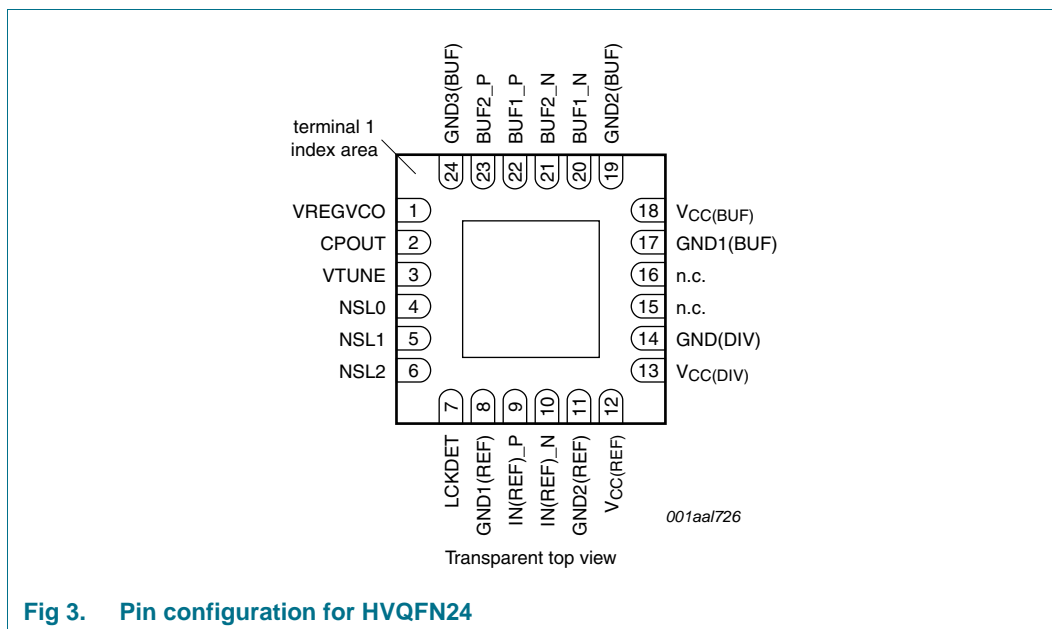 GND3(BUF)
BUF2_P
BUF1_P
BUF2_N
BUF1_N
GND2(BUF)
terminal 1
index area
24
23
22
21
20
19
VREGVCO 1
CPOUT 2
VTUNE 3
NSL0 4
NSL1 5
NSL2 6
18 VCC(BUF)
17 GND1(BUF)
16 n.c.
15 n.c.
14 GND(DIV)
13 VCC(DIV)
7
8
9
10
11
12
LCKDET
GND1(REF)
IN(REF)_P
IN(REF)_N
GND2(REF)
VCC(REF)
001aal726
Transparent top view
Fig 3. Pin configuration for HVQFN24